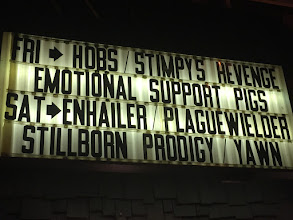 FRI → HOBS/STIMPY'S REVENGE
EMOTIONAL SUPPORT PIGS
SAT → ENHAILER/PLAGUEWIELDER
STILLBORN PRODIGY/YAWN